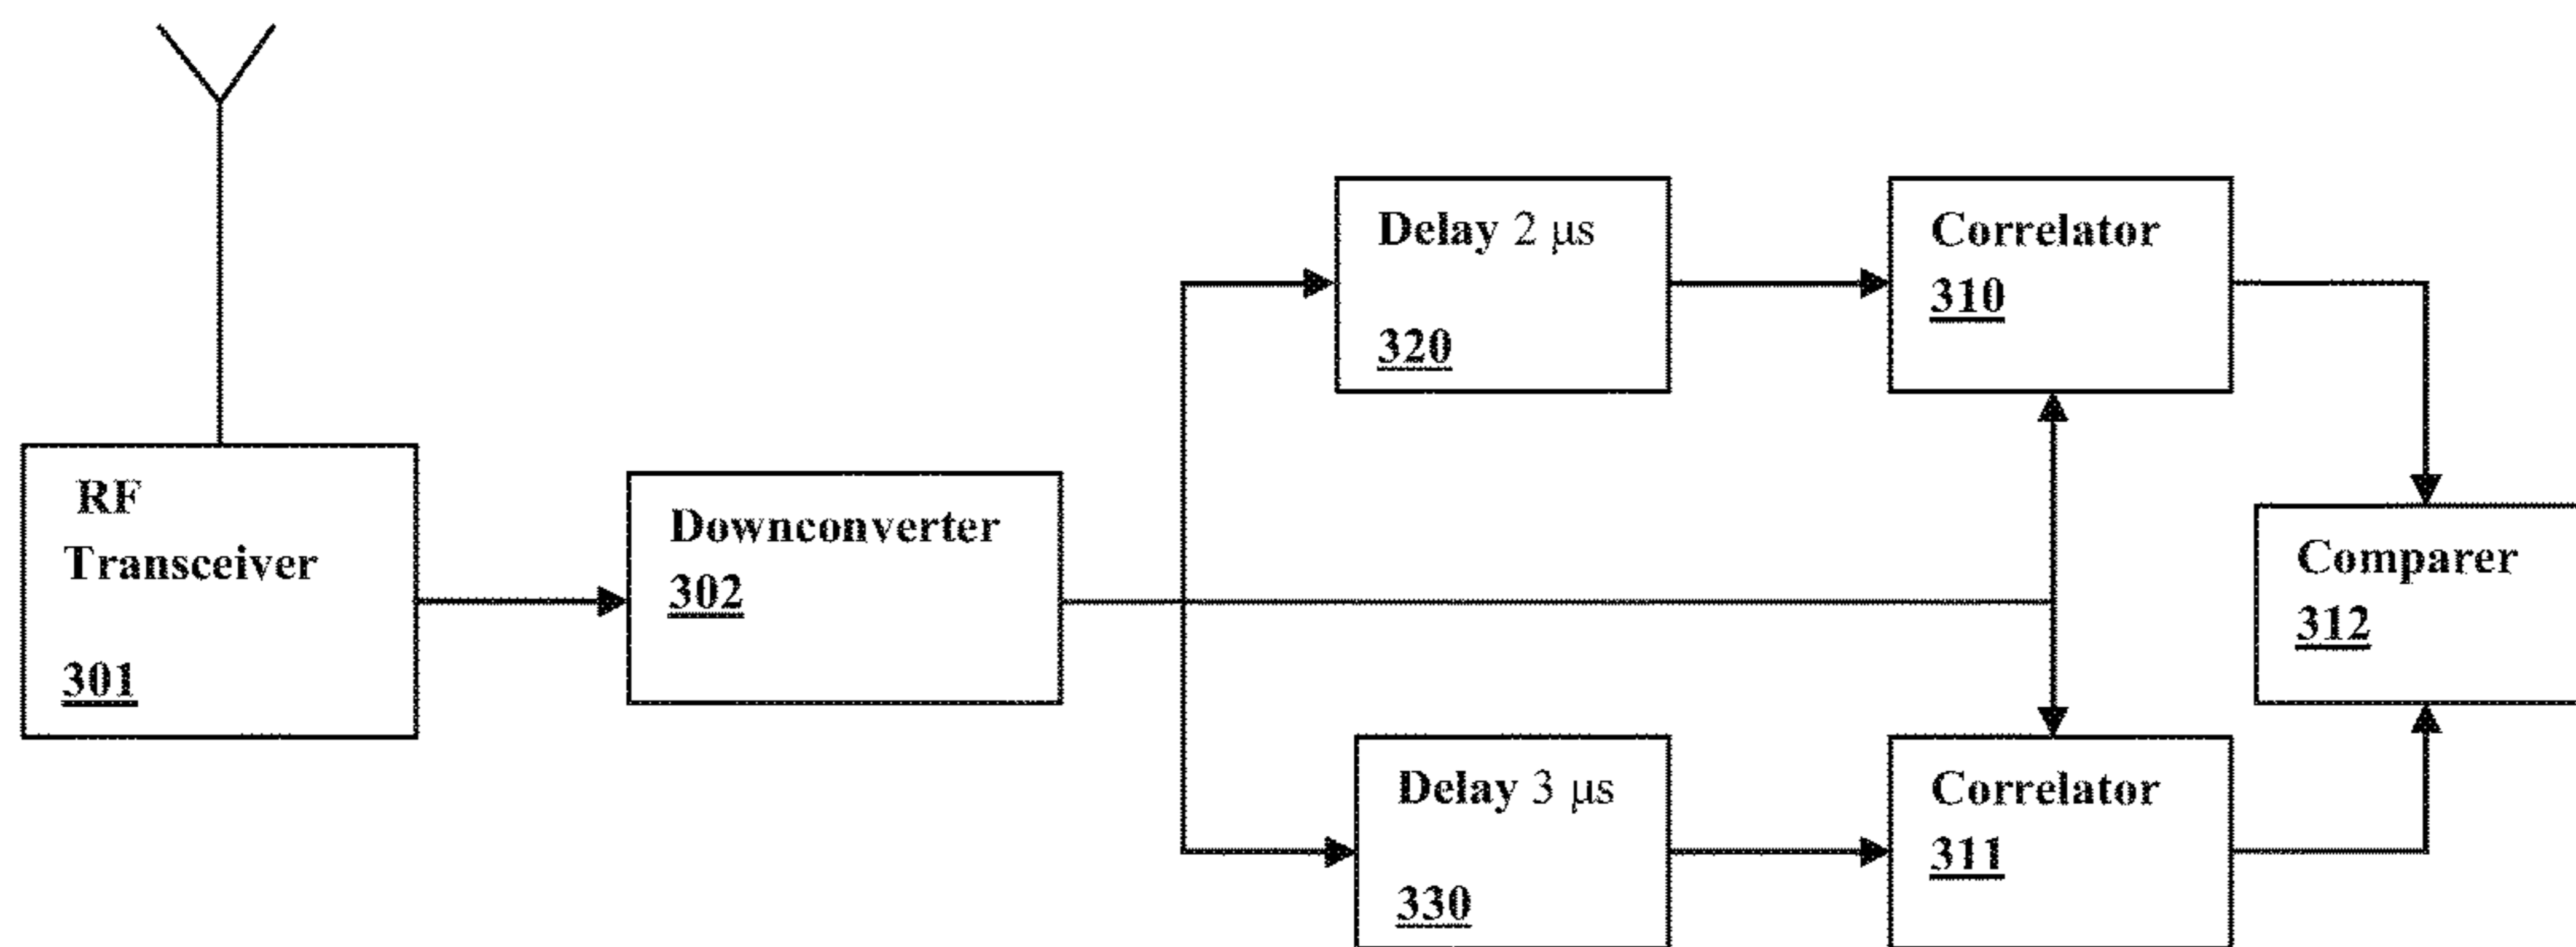 Delay 2 μs
320
Correlator
310
RF
Transceiver
301
Downconverter
302
Comparer
312
Delay 3 μs
330
Correlator
311